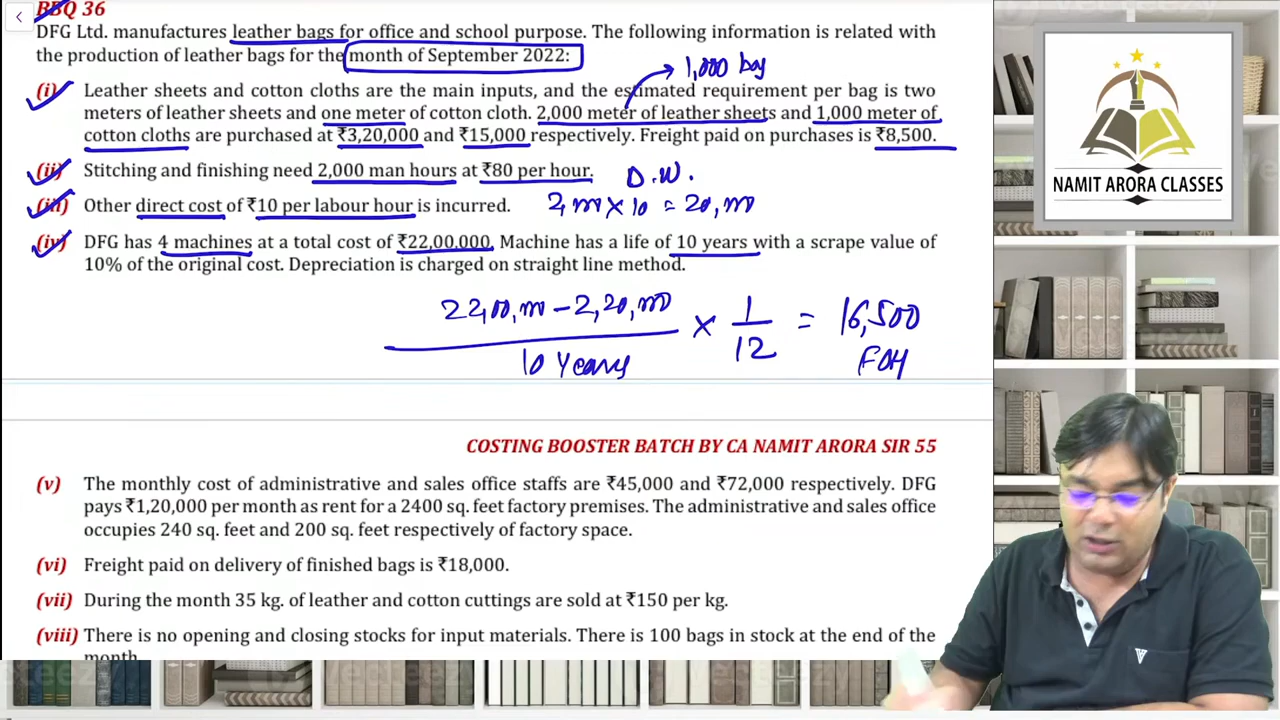 BBQ 36
DFG Ltd. manufactures leather bags for office and school purpose. The following information is related with
the production of leather bags for the month of September 2022:
1,000 bag
(i) Leather sheets and cotton cloths are the main inputs, and the estimated requirement per bag is two
meters of leather sheets and one meter of cotton cloth. 2,000 meter of leather sheets and 1,000 meter of
cotton cloths are purchased at ₹3,20,000 and ₹15,000 respectively. Freight paid on purchases is ₹8,500.
(ii) Stitching and finishing need 2,000 man hours at ₹80 per hour. D.W.
(iii) Other direct cost of ₹10 per labour hour is incurred. 2,000 × 10 = 20,000
(iv) DFG has 4 machines at a total cost of ₹22,00,000. Machine has a life of 10 years with a scrape value of
10% of the original cost. Depreciation is charged on straight line method.
22,00,000 - 2,20,000 × 1 = 16,500
10 years 12 FOH
COSTING BOOSTER BATCH BY CA NAMIT ARORA SIR 55
(v) The monthly cost of administrative and sales office staffs are ₹45,000 and ₹72,000 respectively. DFG
pays ₹1,20,000 per month as rent for a 2400 sq. feet factory premises. The administrative and sales office
occupies 240 sq. feet and 200 sq. feet respectively of factory space.
(vi) Freight paid on delivery of finished bags is ₹18,000.
(vii) During the month 35 kg. of leather and cotton cuttings are sold at ₹150 per kg.
(viii) There is no opening and closing stocks for input materials. There is 100 bags in stock at the end of the
month.
NAMIT ARORA CLASSES